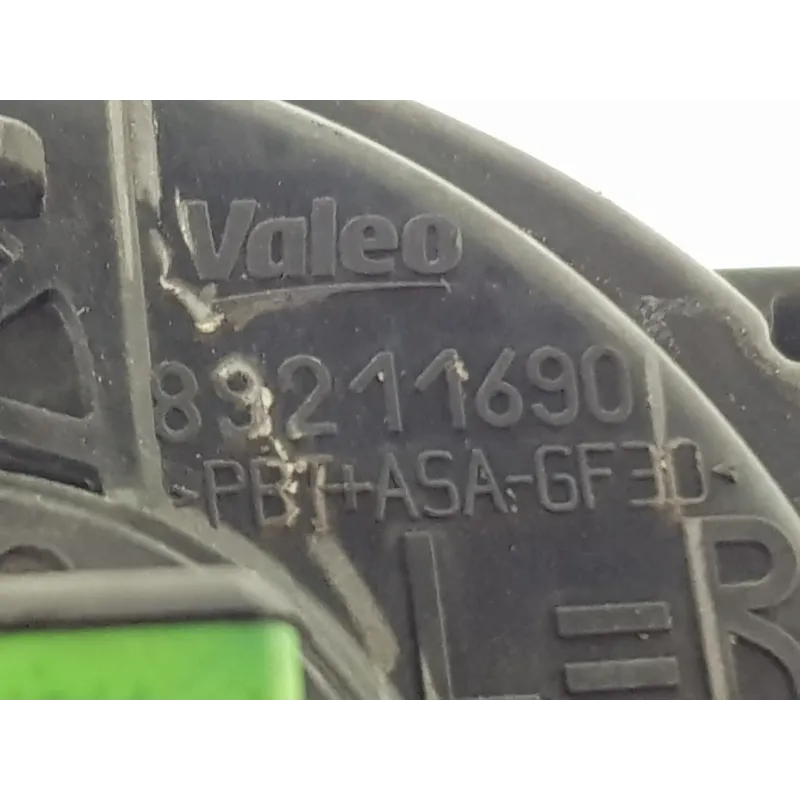 Valeo
89211690
>PBT+ASA-GF30<
L=R